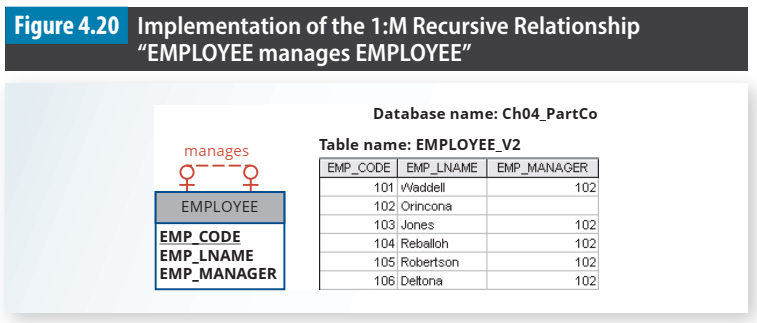 Figure 4.20 Implementation of the 1:M Recursive Relationship
“EMPLOYEE manages EMPLOYEE”
Database name: Ch04_PartCo
manages
Table name: EMPLOYEE_V2
EMPLOYEE
EMP_CODE
EMP_LNAME
EMP_MANAGER
EMP_CODE EMP_LNAME EMP_MANAGER
101 Waddell 102
102 Orincona
103 Jones 102
104 Reballoh 102
105 Robertson 102
106 Deltona 102